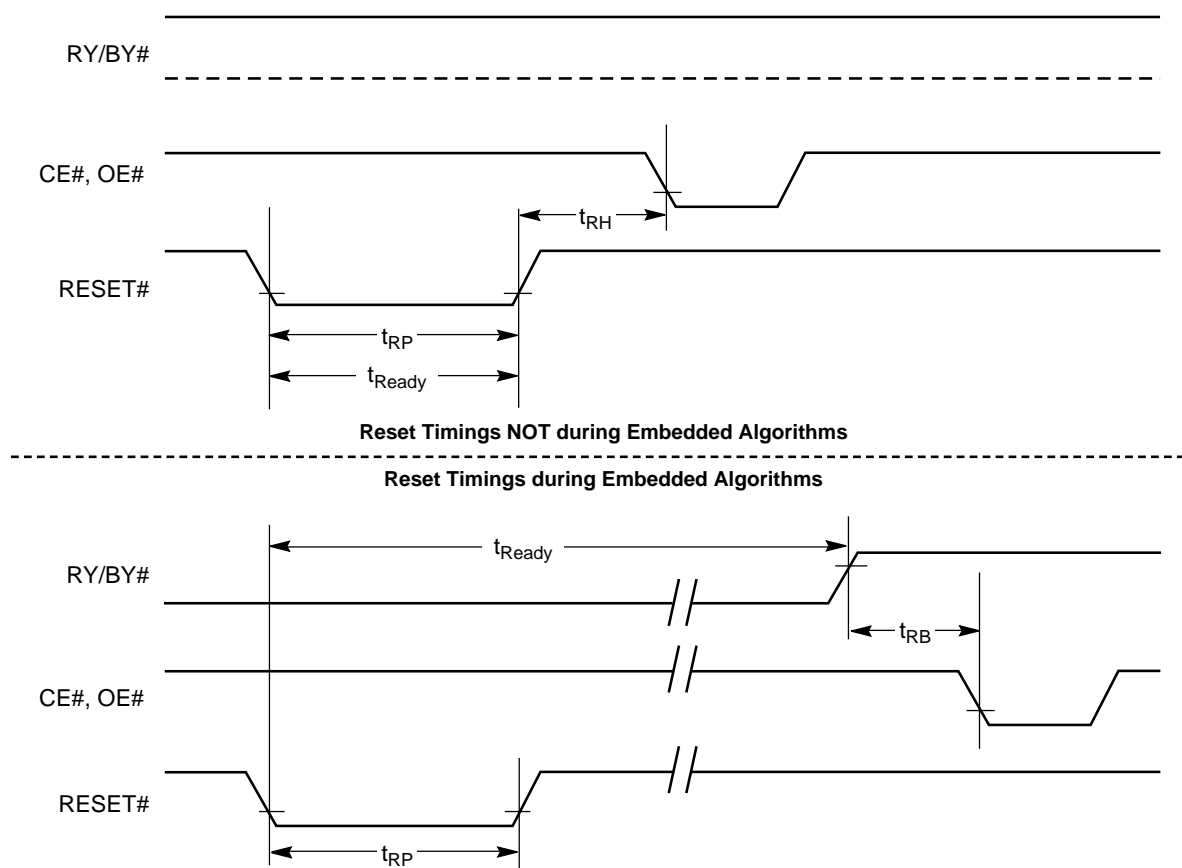 RY/BY#
CE#, OE#
tRH
RESET#
tRP
tReady
Reset Timings NOT during Embedded Algorithms
Reset Timings during Embedded Algorithms
tReady
RY/BY#
tRB
CE#, OE#
RESET#
tRP